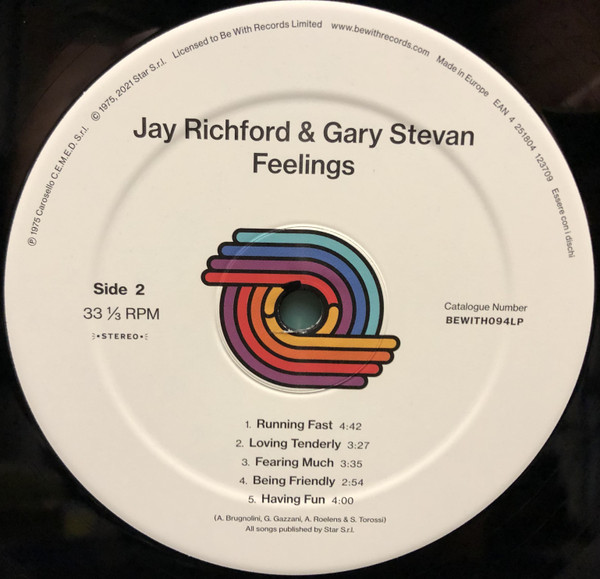 ℗ 1975 Carosello C.E.M.E.D. S.r.l. © 1975, 2021 Star S.r.l. Licensed to Be With Records Limited www.bewithrecords.com Made in Europe EAN 4 251804 123709 Essere con i dischi
Jay Richford & Gary Stevan
Feelings
Side 2
33 ⅓ RPM
STEREO
Catalogue Number
BEWITH094LP
1. Running Fast 4:42
2. Loving Tenderly 3:27
3. Fearing Much 3:35
4. Being Friendly 2:54
5. Having Fun 4:00
(A. Brugnolini, G. Gazzani, A. Roelens & S. Torossi)
All songs published by Star S.r.l.